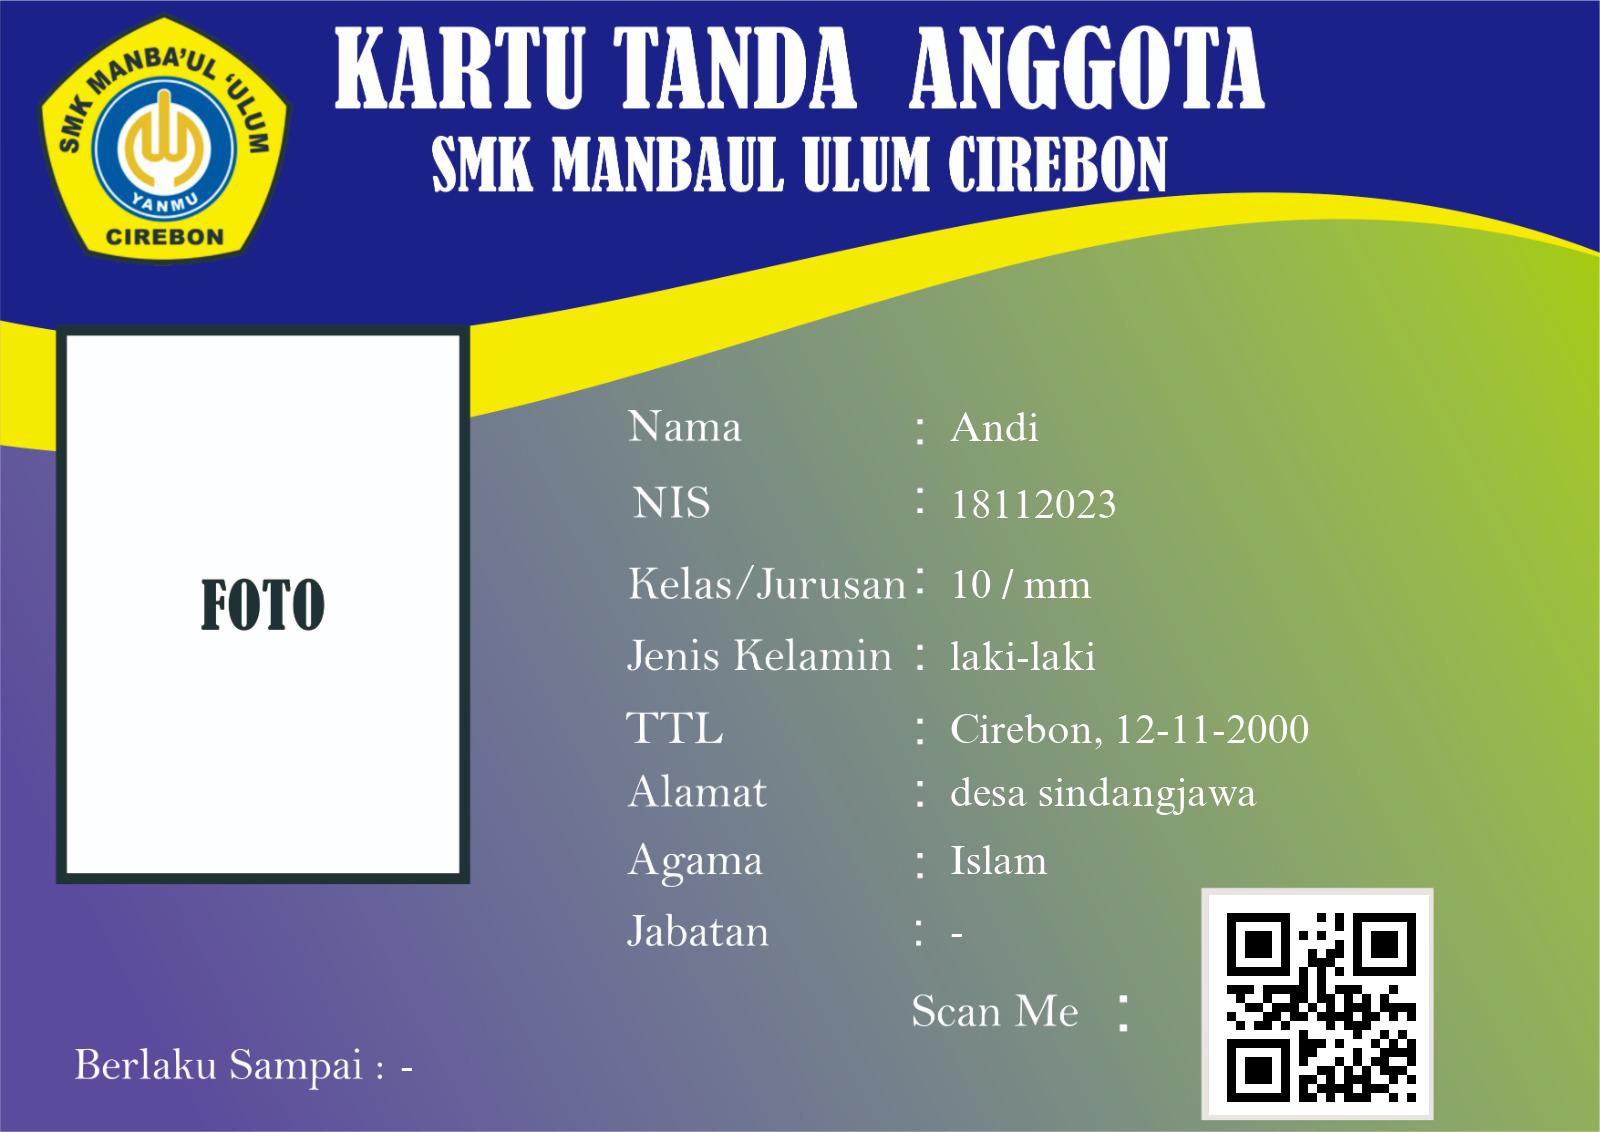 SMK MANBA'UL 'ULUM
YANMU
CIREBON
KARTU TANDA ANGGOTA
SMK MANBAUL ULUM CIREBON
FOTO
Nama : Andi
NIS : 18112023
Kelas/Jurusan : 10 / mm
Jenis Kelamin : laki-laki
TTL : Cirebon, 12-11-2000
Alamat : desa sindangjawa
Agama : Islam
Jabatan : -
Scan Me :
Berlaku Sampai : -